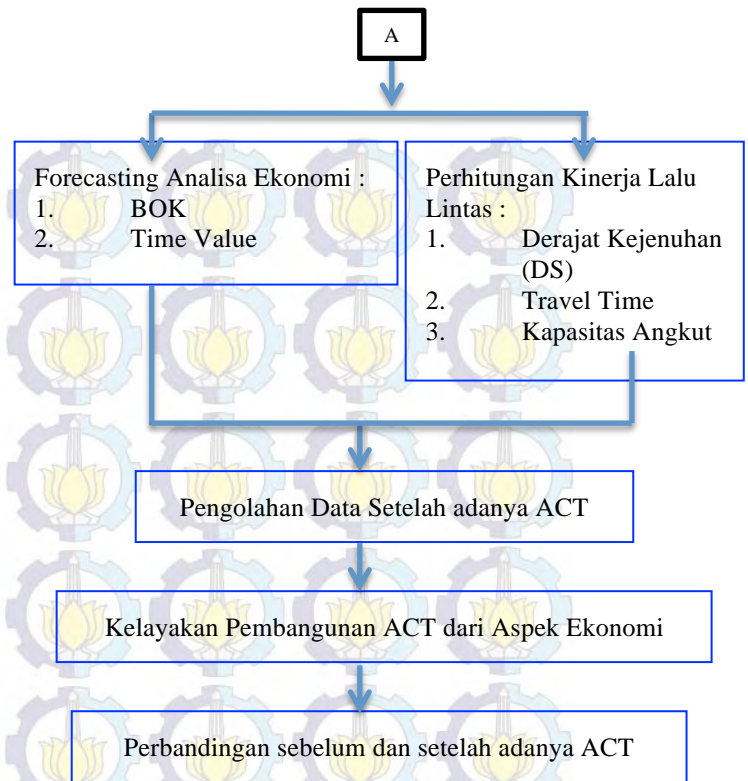 A
Forecasting Analisa Ekonomi :
1. BOK
2. Time Value
Perhitungan Kinerja Lalu
Lintas :
1. Derajat Kejenuhan
(DS)
2. Travel Time
3. Kapasitas Angkut
Pengolahan Data Setelah adanya ACT
Kelayakan Pembangunan ACT dari Aspek Ekonomi
Perbandingan sebelum dan setelah adanya ACT